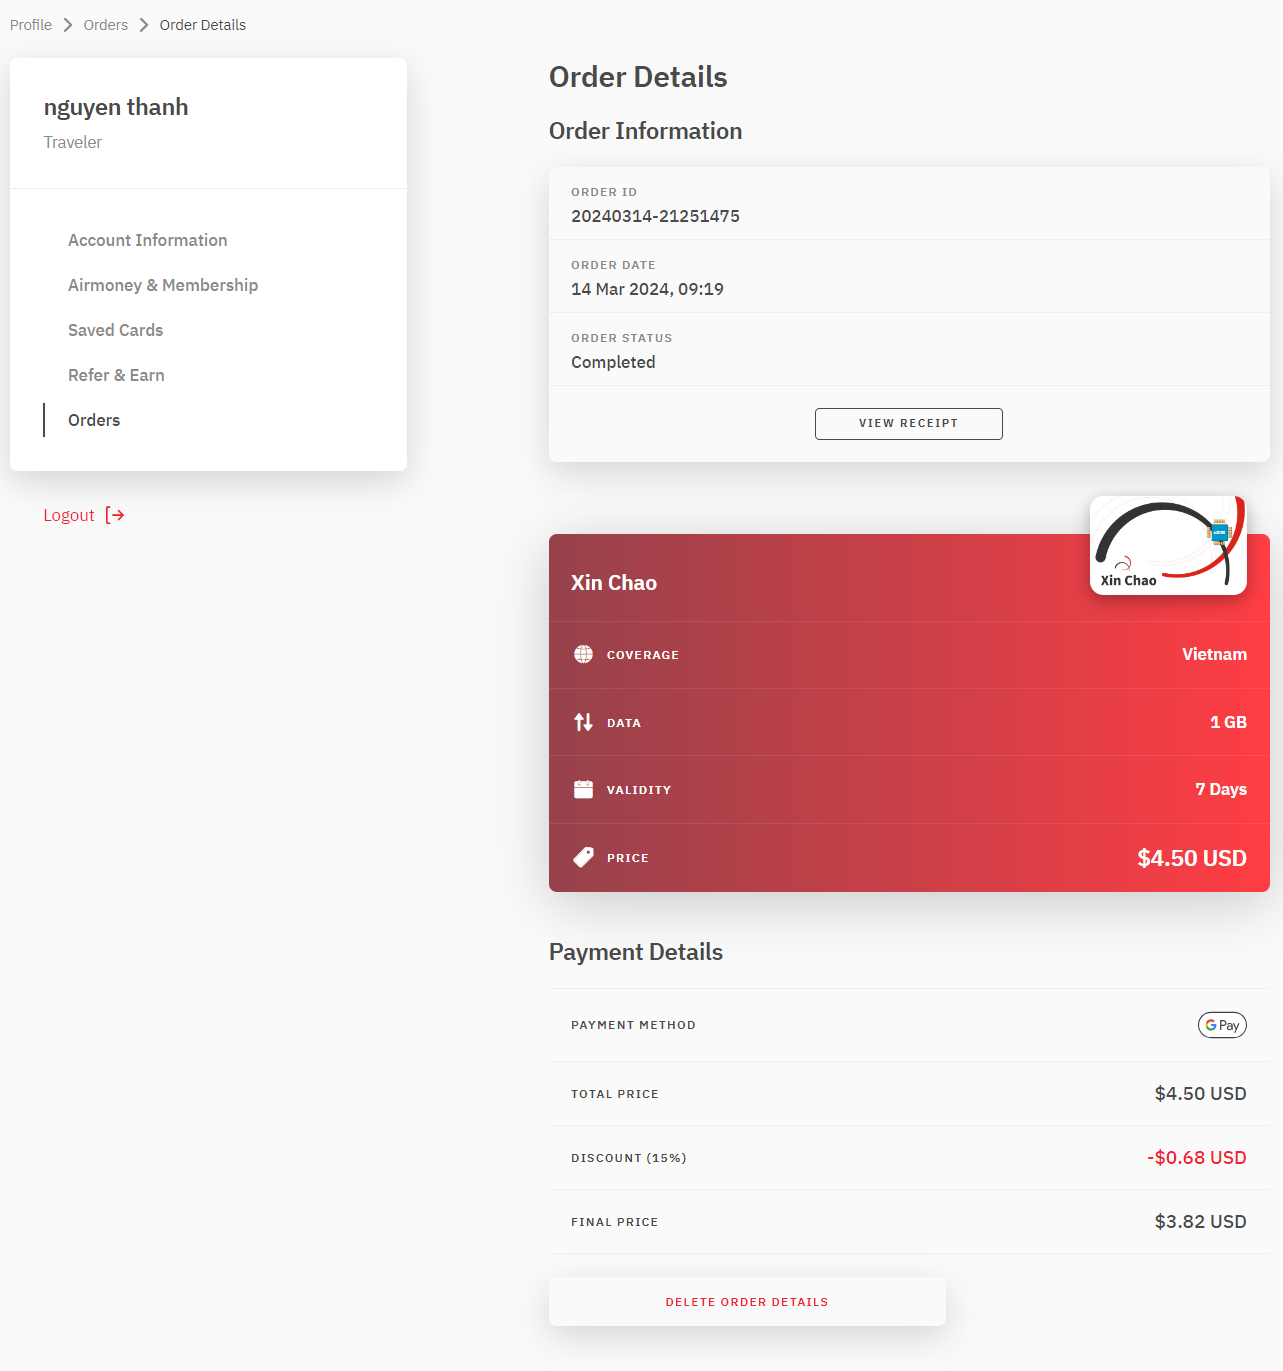 Profile > Orders > Order Details
nguyen thanh
Traveler
Account Information
Airmoney & Membership
Saved Cards
Refer & Earn
Orders
Logout
Order Details
Order Information
ORDER ID
20240314-21251475
ORDER DATE
14 Mar 2024, 09:19
ORDER STATUS
Completed
VIEW RECEIPT
Xin Chao
Xin Chao
COVERAGE Vietnam
DATA 1 GB
VALIDITY 7 Days
PRICE $4.50 USD
Payment Details
PAYMENT METHOD G Pay
TOTAL PRICE $4.50 USD
DISCOUNT (15%) -$0.68 USD
FINAL PRICE $3.82 USD
DELETE ORDER DETAILS